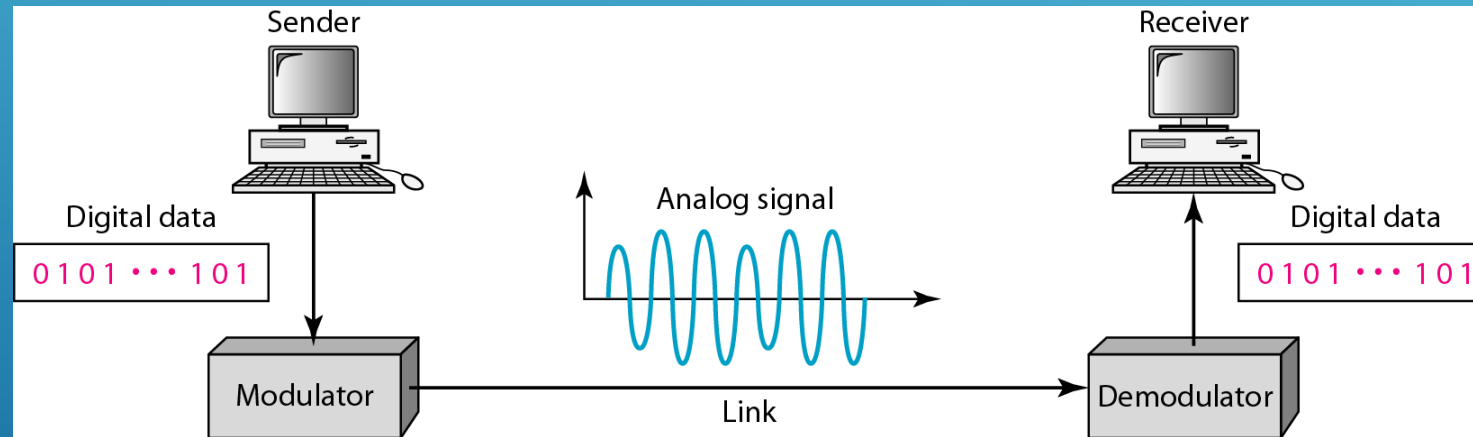 Sender
Receiver
Analog signal
Digital data
Digital data
0101 ··· 101
0101 ··· 101
Modulator
Link
Demodulator